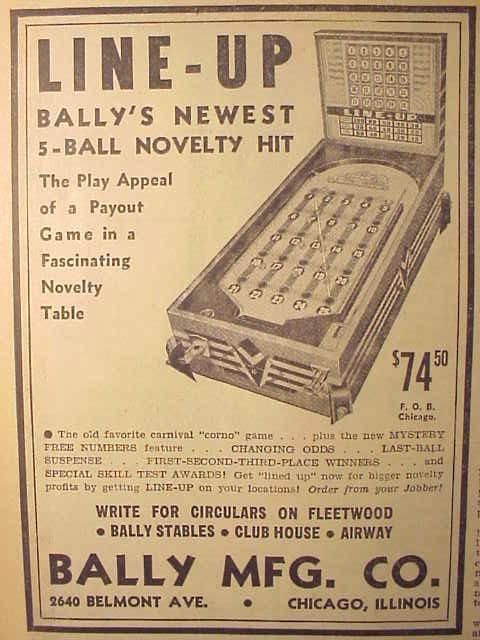 LINE-UP
BALLY'S NEWEST
5-BALL NOVELTY HIT
The Play Appeal
of a Payout
Game in a
Fascinating
Novelty
Table
LINE-UP
$74.50
F. O. B.
Chicago.
● The old favorite carnival "corno" game . . . plus the new MYSTERY
FREE NUMBERS feature . . . CHANGING ODDS . . . LAST-BALL
SUSPENSE . . . FIRST-SECOND-THIRD-PLACE WINNERS . . . and
SPECIAL SKILL TEST AWARDS! Get "lined up" now for bigger novelty
profits by getting LINE-UP on your locations! Order from your Jobber!
WRITE FOR CIRCULARS ON FLEETWOOD
● BALLY STABLES ● CLUB HOUSE ● AIRWAY
BALLY MFG. CO.
2640 BELMONT AVE. ● CHICAGO, ILLINOIS